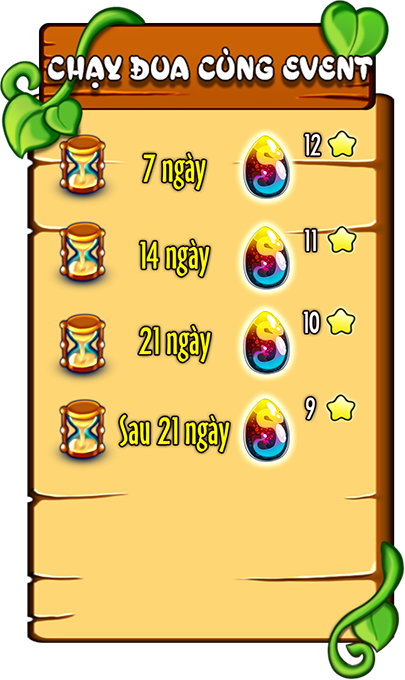 CHẠY ĐUA CÙNG EVENT
7 ngày 12
14 ngày 11
21 ngày 10
Sau 21 ngày 9